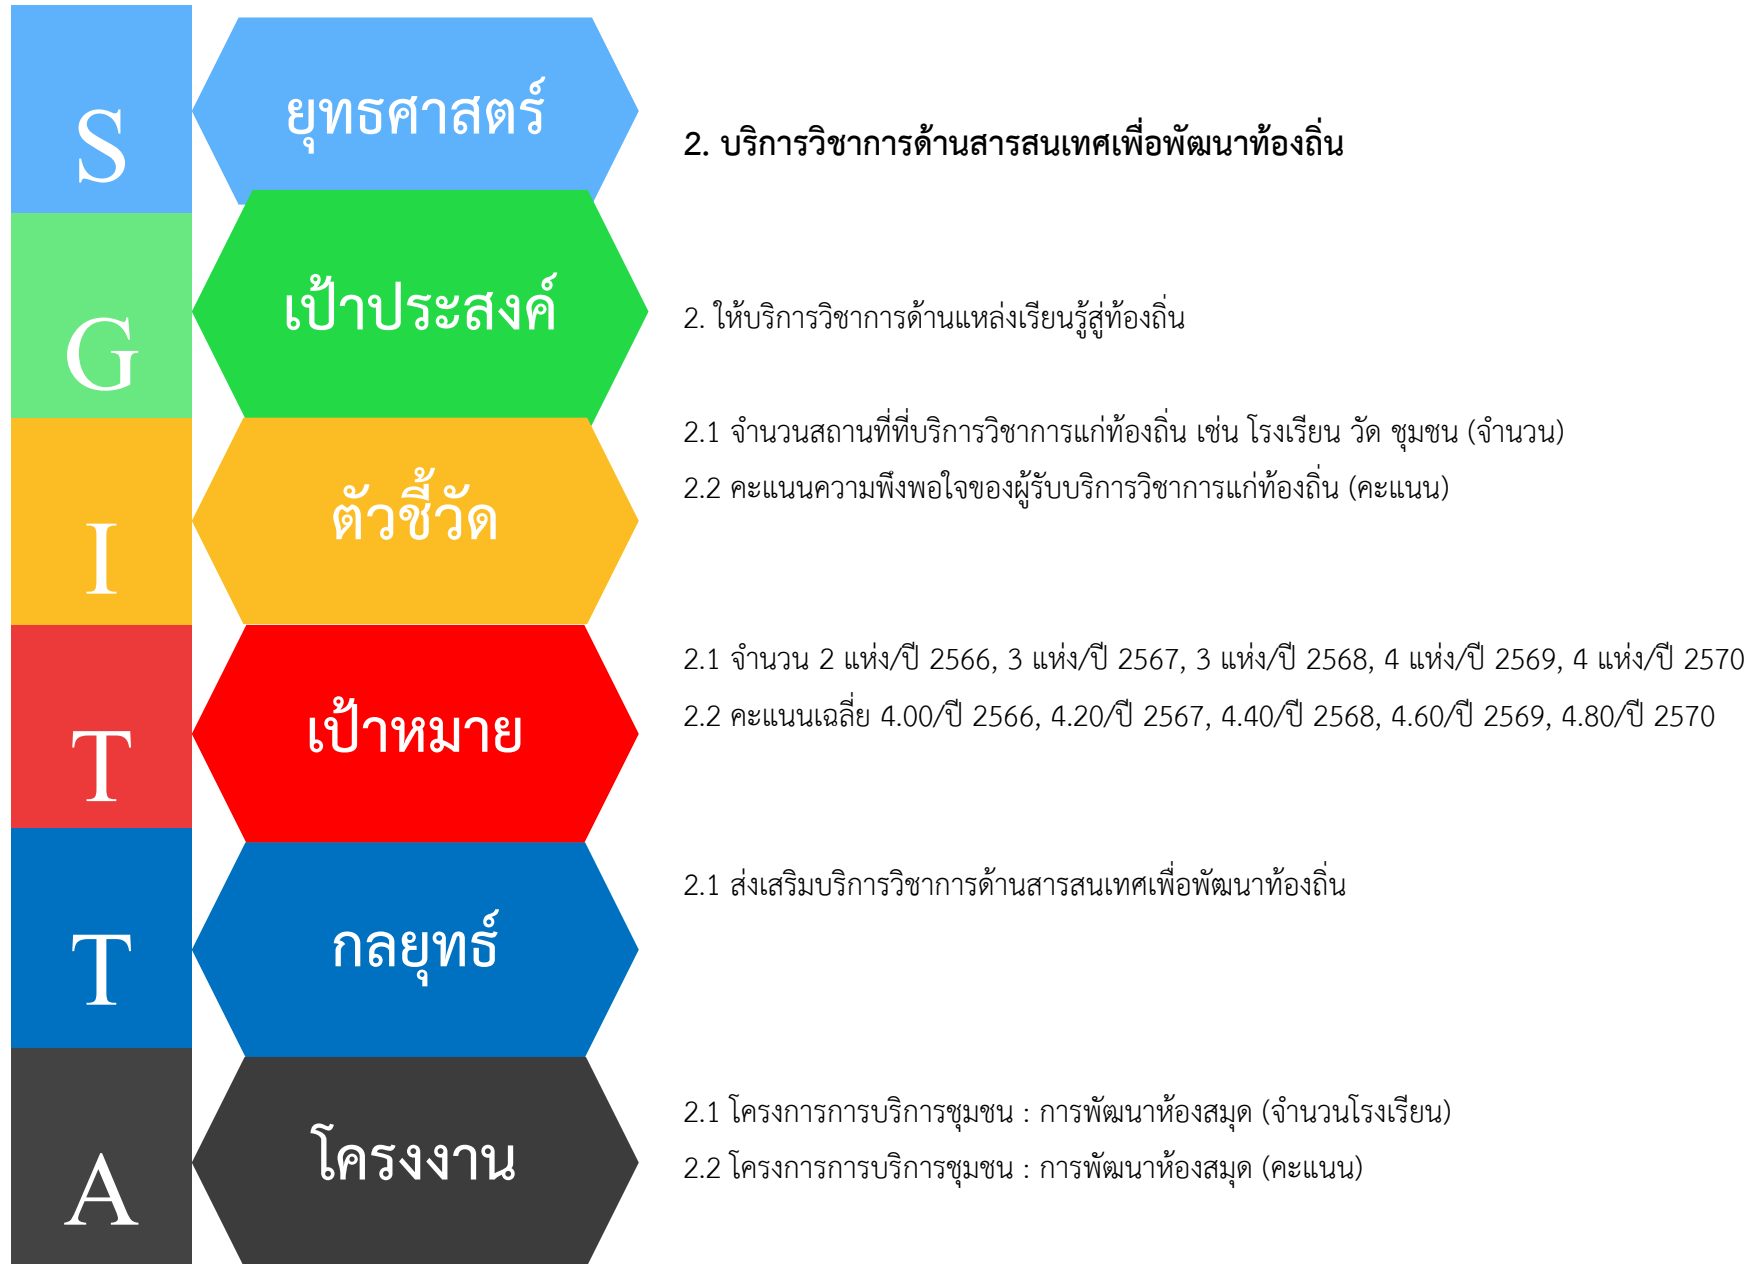 S
ยุทธศาสตร์
2. บริการวิชาการด้านสารสนเทศเพื่อพัฒนาท้องถิ่น
G
เป้าประสงค์
2. ให้บริการวิชาการด้านแหล่งเรียนรู้สู่ท้องถิ่น
I
ตัวชี้วัด
2.1 จำนวนสถานที่ที่บริการวิชาการแก่ท้องถิ่น เช่น โรงเรียน วัด ชุมชน (จำนวน)
2.2 คะแนนความพึงพอใจของผู้รับบริการวิชาการแก่ท้องถิ่น (คะแนน)
T
เป้าหมาย
2.1 จำนวน 2 แห่ง/ปี 2566, 3 แห่ง/ปี 2567, 3 แห่ง/ปี 2568, 4 แห่ง/ปี 2569, 4 แห่ง/ปี 2570
2.2 คะแนนเฉลี่ย 4.00/ปี 2566, 4.20/ปี 2567, 4.40/ปี 2568, 4.60/ปี 2569, 4.80/ปี 2570
T
กลยุทธ์
2.1 ส่งเสริมบริการวิชาการด้านสารสนเทศเพื่อพัฒนาท้องถิ่น
A
โครงงาน
2.1 โครงการการบริการชุมชน : การพัฒนาห้องสมุด (จำนวนโรงเรียน)
2.2 โครงการการบริการชุมชน : การพัฒนาห้องสมุด (คะแนน)